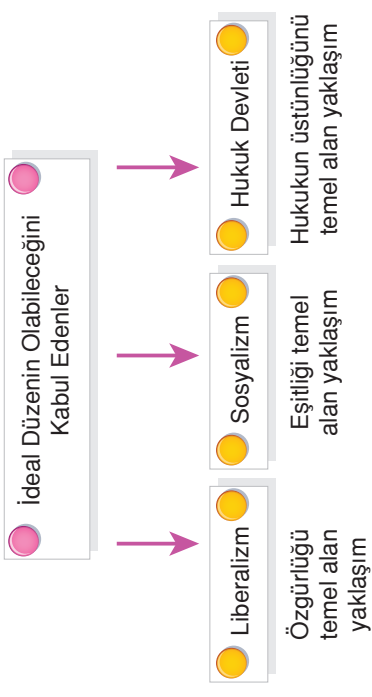 İdeal Düzenin Olabileceğini
Kabul Edenler
Liberalizm
Özgürlüğü
temel alan
yaklaşım
Sosyalizm
Eşitliği temel
alan yaklaşım
Hukuk Devleti
Hukukun üstünlüğünü
temel alan yaklaşım